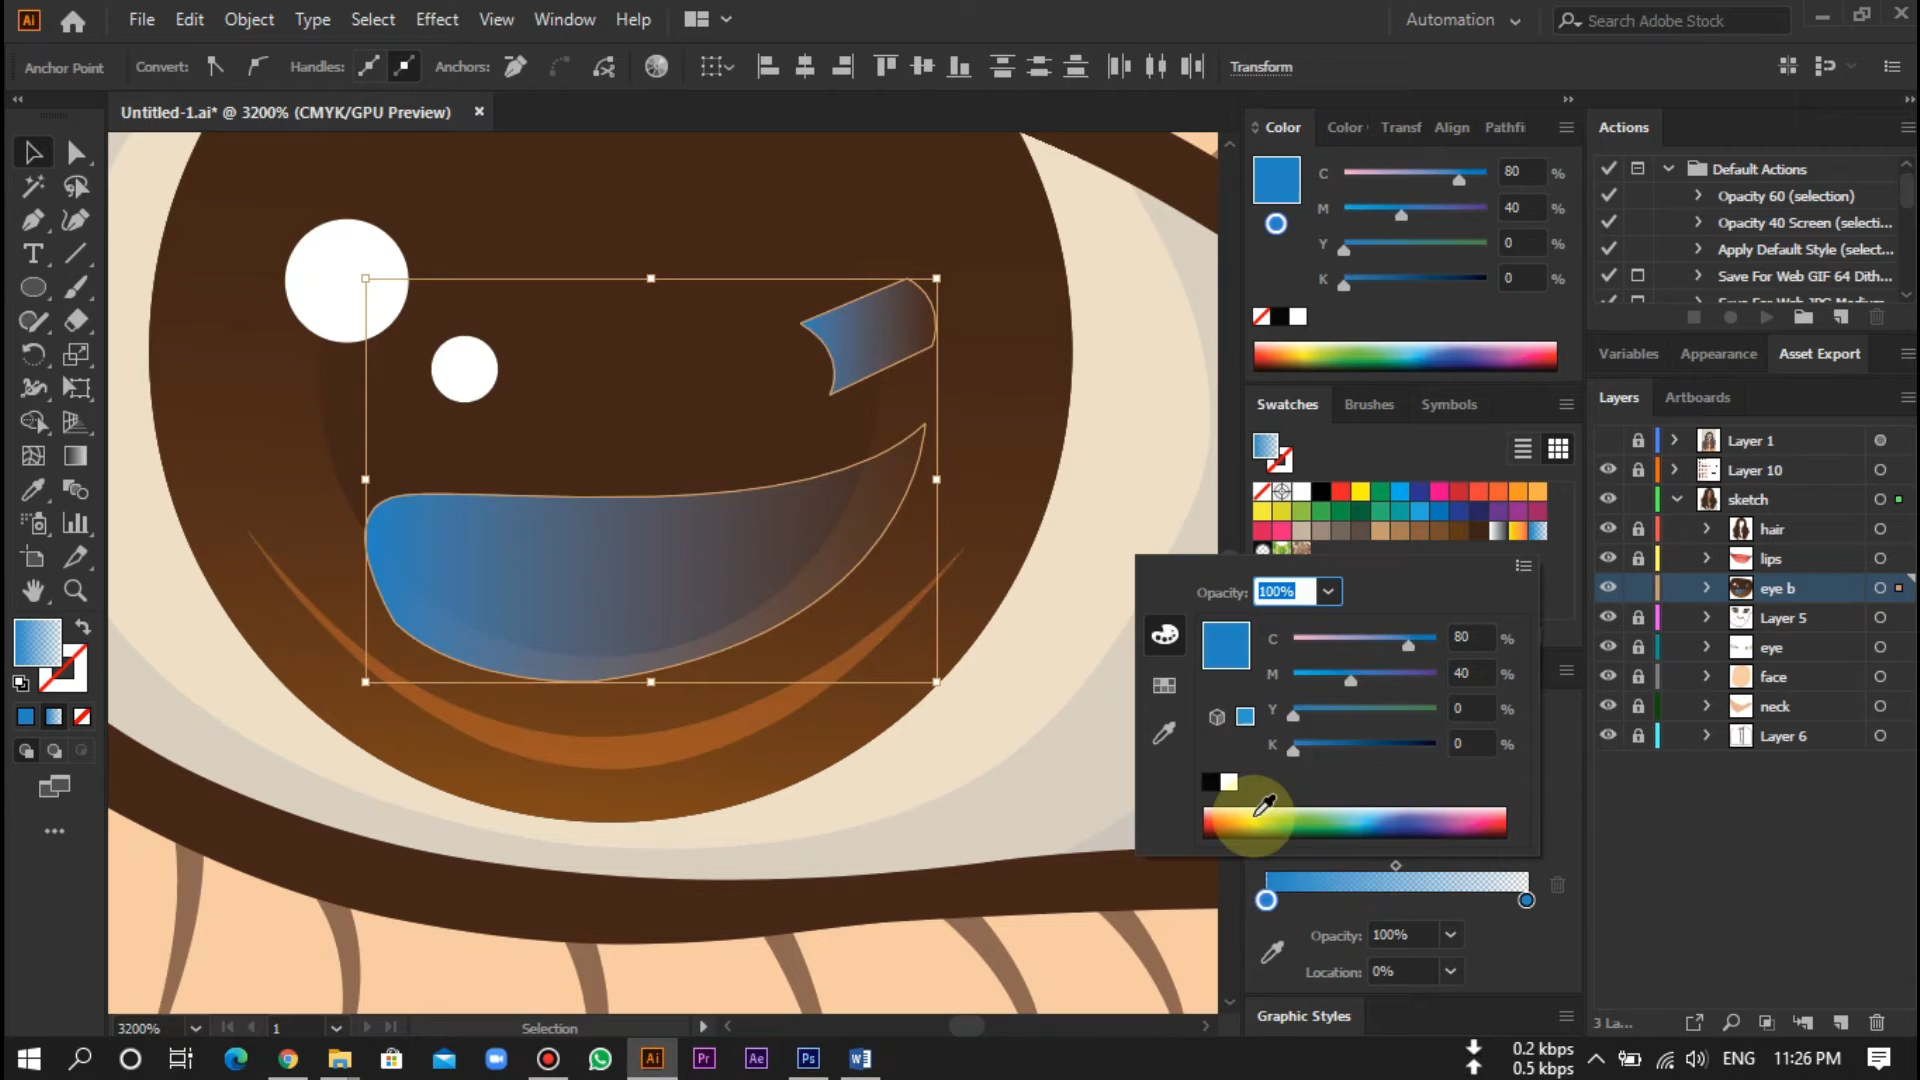 Ai File Edit Object Type Select Effect View Window Help Automation Search Adobe Stock
Anchor Point Convert: Handles: Anchors: Transform
Untitled-1.ai* @ 3200% (CMYK/GPU Preview)
Color Color Transf Align Pathfi
C 80 %
M 40 %
Y 0 %
K 0 %
Actions
Default Actions
Opacity 60 (selection)
Opacity 40 Screen (selecti...
Apply Default Style (select...
Save For Web GIF 64 Dith...
Variables Appearance Asset Export
Swatches Brushes Symbols
Layers Artboards
Layer 1
Layer 10
sketch
hair
lips
eye b
Layer 5
eye
face
neck
Layer 6
Opacity: 100%
C 80 %
M 40 %
Y 0 %
K 0 %
Opacity: 100%
Location: 0%
Graphic Styles
3 La...
3200% 1 Selection
Ai Pr Ae Ps
0.2 kbps
0.5 kbps
ENG 11:26 PM